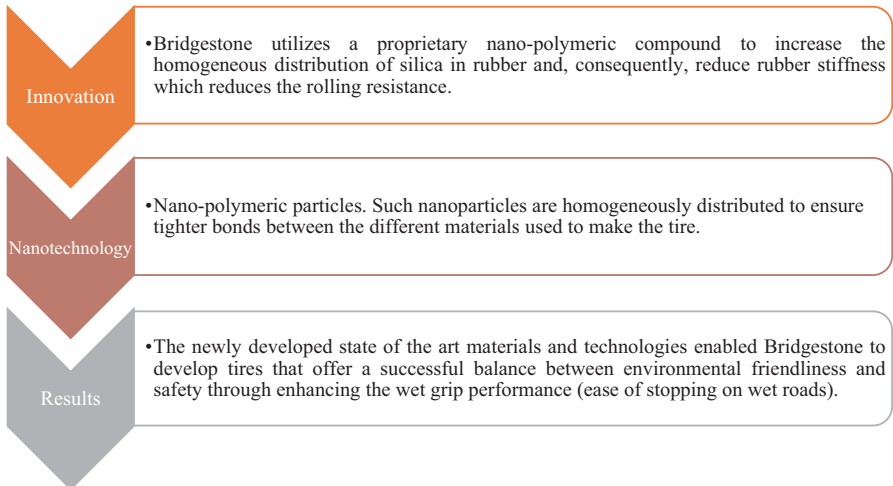 Innovation
•Bridgestone utilizes a proprietary nano-polymeric compound to increase the
homogeneous distribution of silica in rubber and, consequently, reduce rubber stiffness
which reduces the rolling resistance.
Nanotechnology
•Nano-polymeric particles. Such nanoparticles are homogeneously distributed to ensure
tighter bonds between the different materials used to make the tire.
Results
•The newly developed state of the art materials and technologies enabled Bridgestone to
develop tires that offer a successful balance between environmental friendliness and
safety through enhancing the wet grip performance (ease of stopping on wet roads).